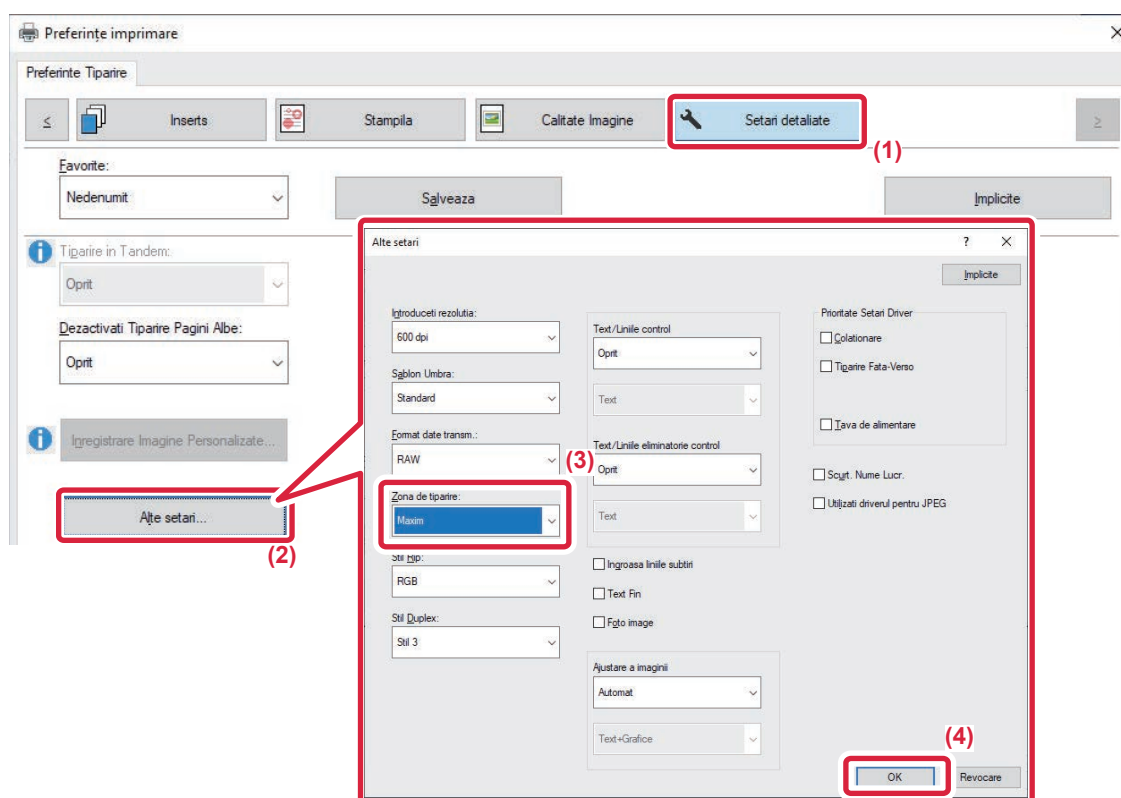 Preferințe imprimare
Preferinte Tiparire
≤
Inserts
Stampila
Calitate Imagine
Setari detaliate
≥
(1)
Favorite:
Nedenumit
Salveaza
Implicite
Tiparire in Tandem:
Oprit
Dezactivati Tiparire Pagini Albe:
Oprit
Inregistrare Imagine Personalizate...
Alte setari...
(2)
Alte setari
?
Implicite
Introduceti rezolutia:
600 dpi
Sablon Umbra:
Standard
Format date transm.:
RAW
(3)
Zona de tiparire:
Maxim
Stil Rip:
RGB
Stil Duplex:
Stil 3
Text/Liniile control
Oprit
Text
Text/Liniile eliminatorie control
Oprit
Text
Ingroasa liniile subtiri
Text Fin
Foto image
Ajustare a imaginii
Automat
Text+Grafice
Prioritate Setari Driver
Colationare
Tiparire Fata-Verso
Tava de alimentare
Scurt. Nume Lucr.
Utilizati driverul pentru JPEG
(4)
OK
Revocare